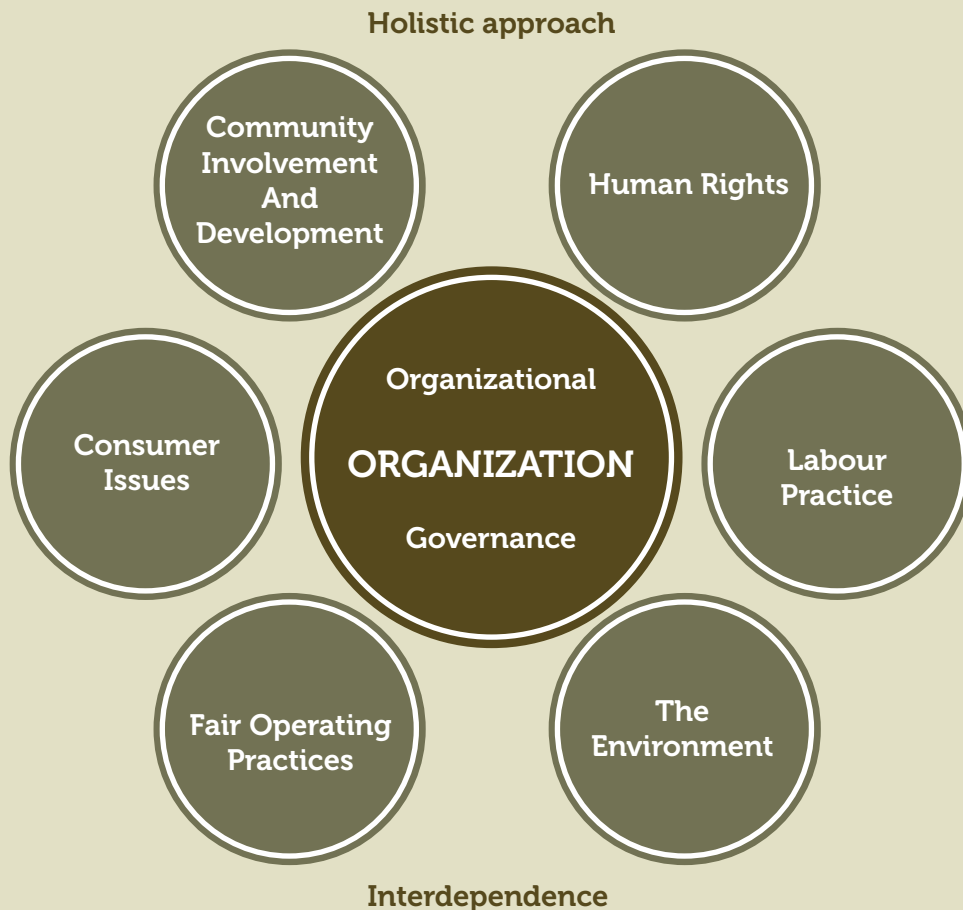 Holistic approach
Community
Involvement
And
Development
Human Rights
Organizational
ORGANIZATION
Governance
Consumer
Issues
Labour
Practice
Fair Operating
Practices
The
Environment
Interdependence